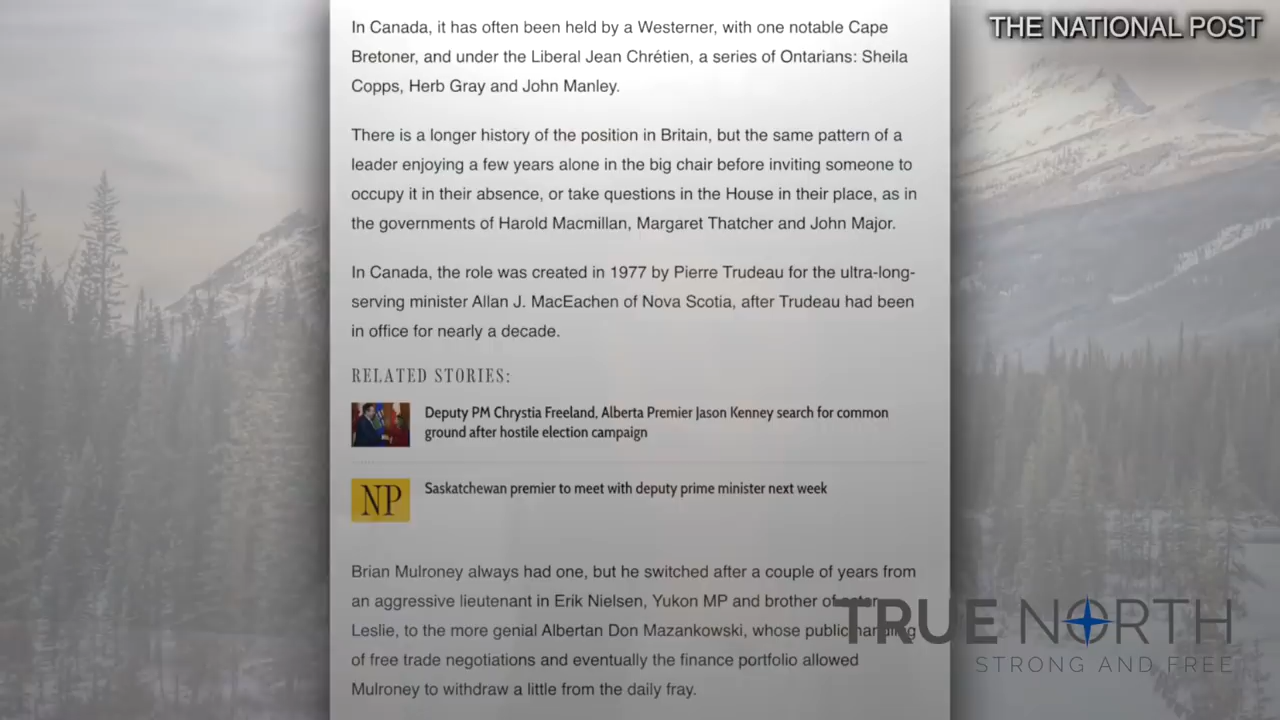 THE NATIONAL POST
In Canada, it has often been held by a Westerner, with one notable Cape
Bretoner, and under the Liberal Jean Chrétien, a series of Ontarians: Sheila
Copps, Herb Gray and John Manley.
There is a longer history of the position in Britain, but the same pattern of a
leader enjoying a few years alone in the big chair before inviting someone to
occupy it in their absence, or take questions in the House in their place, as in
the governments of Harold Macmillan, Margaret Thatcher and John Major.
In Canada, the role was created in 1977 by Pierre Trudeau for the ultra-long-
serving minister Allan J. MacEachen of Nova Scotia, after Trudeau had been
in office for nearly a decade.
RELATED STORIES:
Deputy PM Chrystia Freeland, Alberta Premier Jason Kenney search for common
ground after hostile election campaign
NP
Saskatchewan premier to meet with deputy prime minister next week
Brian Mulroney always had one, but he switched after a couple of years from
an aggressive lieutenant in Erik Nielsen, Yukon MP and brother of actor
Leslie, to the more genial Albertan Don Mazankowski, whose public handling
of free trade negotiations and eventually the finance portfolio allowed
Mulroney to withdraw a little from the daily fray.
TRUE NORTH
STRONG AND FREE